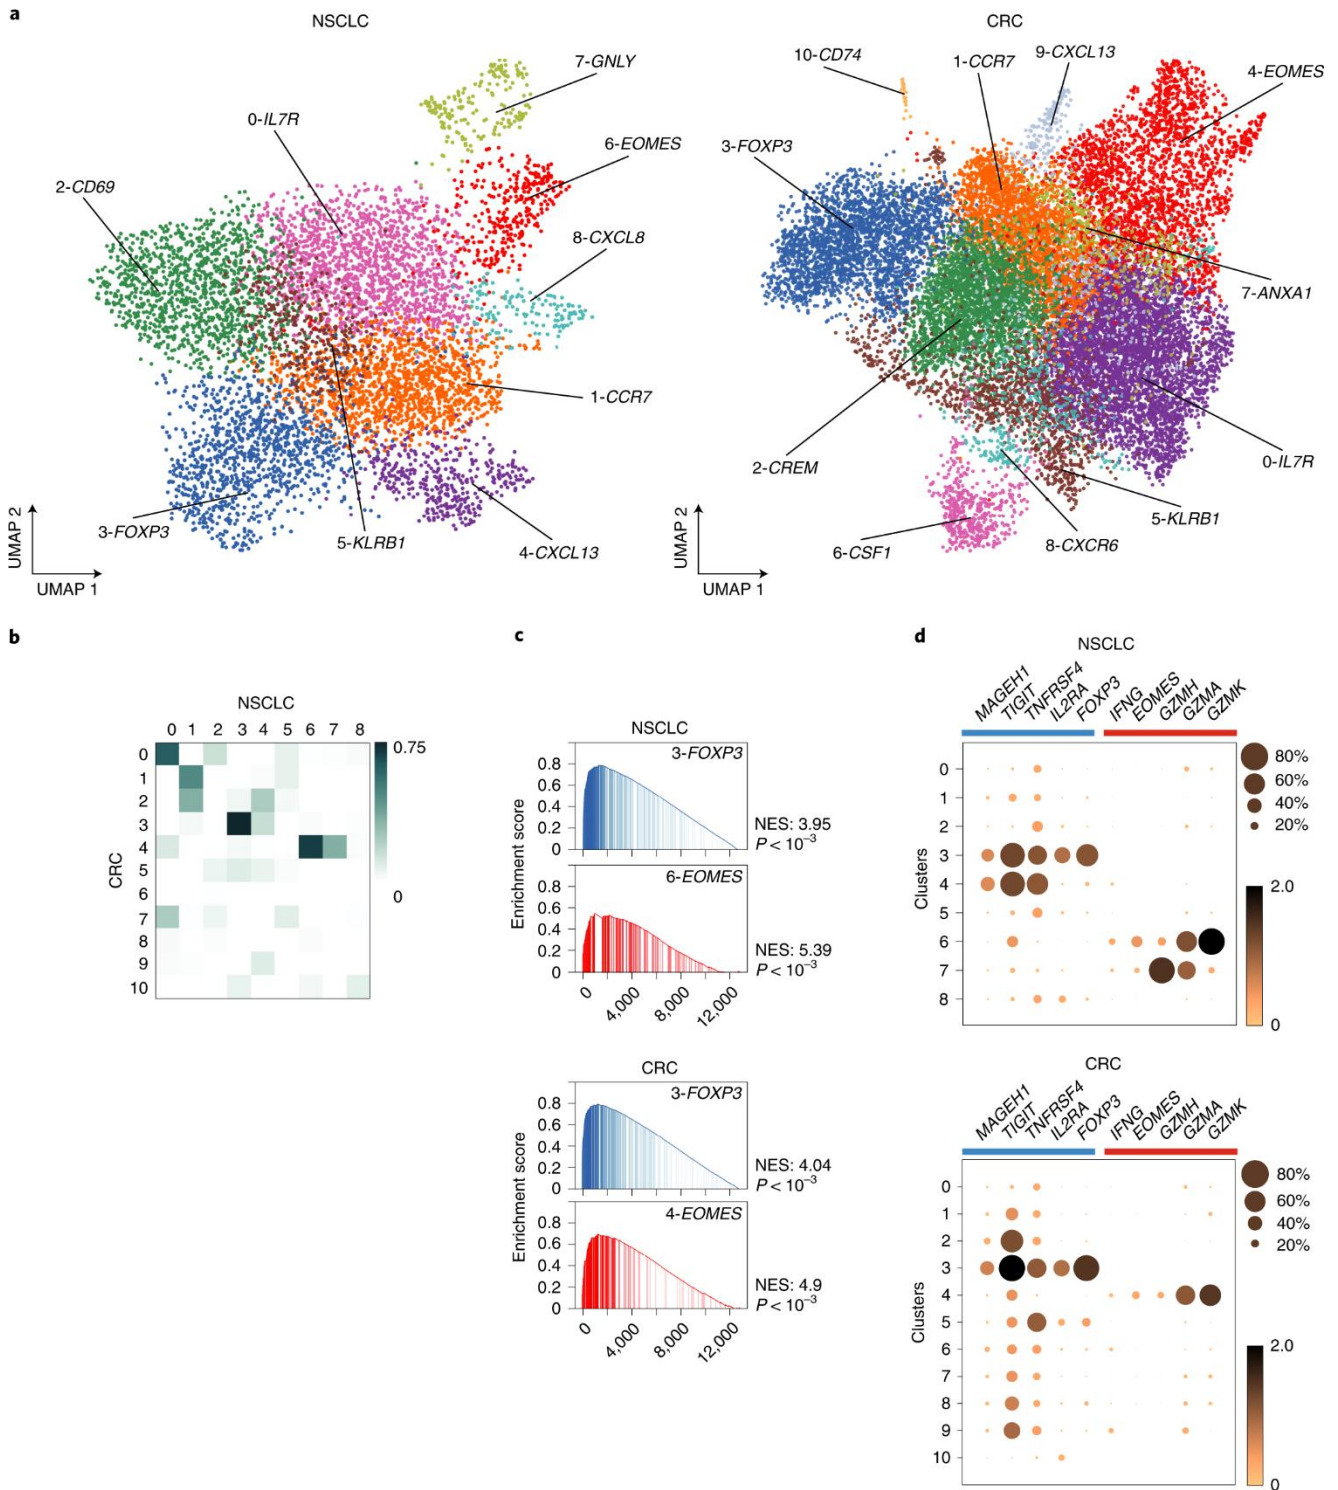 a
NSCLC
7-GNLY
0-IL7R
6-EOMES
2-CD69
8-CXCL8
1-CCR7
3-FOXP3
5-KLRB1
4-CXCL13
UMAP 2
UMAP 1
CRC
10-CD74
1-CCR7
9-CXCL13
4-EOMES
3-FOXP3
7-ANXA1
2-CREM
0-IL7R
5-KLRB1
6-CSF1
8-CXCR6
UMAP 2
UMAP 1
b
NSCLC
0 1 2 3 4 5 6 7 8
CRC
0
1
2
3
4
5
6
7
8
9
10
0.75
0
c
NSCLC
Enrichment score
3-FOXP3
0.8
0.6
0.4
0.2
0
NES: 3.95
P < 10⁻³
6-EOMES
0.8
0.6
0.4
0.2
0
NES: 5.39
P < 10⁻³
0 4,000 8,000 12,000
CRC
Enrichment score
3-FOXP3
0.8
0.6
0.4
0.2
0
NES: 4.04
P < 10⁻³
4-EOMES
0.8
0.6
0.4
0.2
0
NES: 4.9
P < 10⁻³
0 4,000 8,000 12,000
d
NSCLC
MAGEH1 TIGIT TNFRSF4 IL2RA FOXP3 IFNG EOMES GZMH GZMA GZMK
Clusters
0
1
2
3
4
5
6
7
8
80%
60%
40%
20%
2.0
0
CRC
MAGEH1 TIGIT TNFRSF4 IL2RA FOXP3 IFNG EOMES GZMH GZMA GZMK
Clusters
0
1
2
3
4
5
6
7
8
9
10
80%
60%
40%
20%
2.0
0